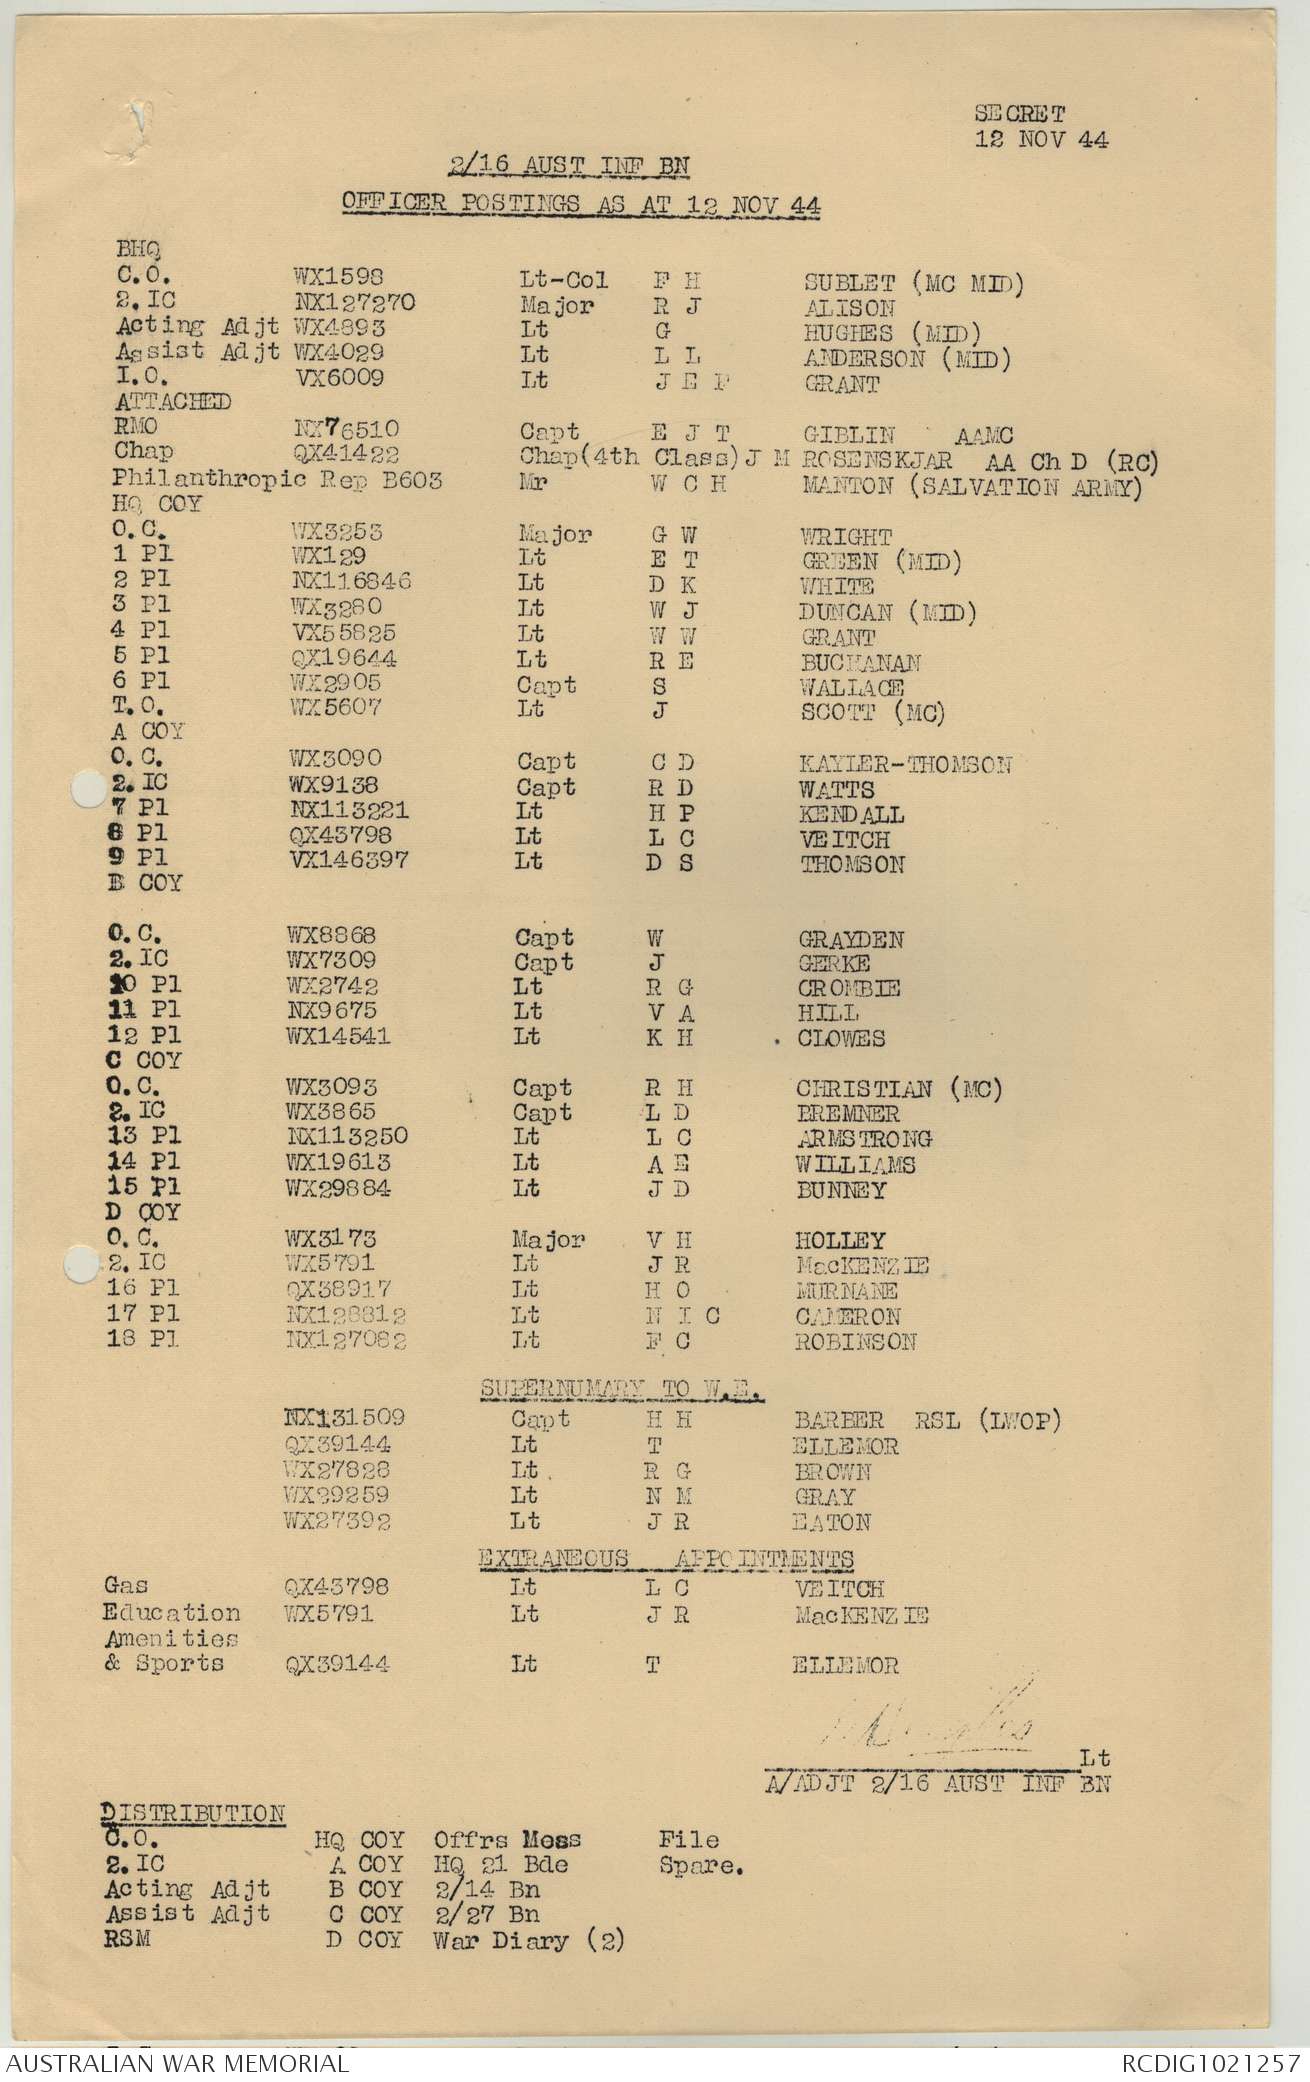 SECRET
12 NOV 44
2/16 AUST INF BN
OFFICER POSTINGS AS AT 12 NOV 44
BHQ
C.O. WX1598 Lt-Col F H SUBLET (MC MID)
2.IC NX127270 Major R J ALISON
Acting Adjt WX4893 Lt G HUGHES (MID)
Assist Adjt WX4029 Lt L L ANDERSON (MID)
I.O. VX6009 Lt J E F GRANT
ATTACHED
RMO NX76510 Capt E J T GIBLIN AAMC
Chap QX41422 Chap(4th Class) J M ROSENSKJAR AA Ch D (RC)
Philanthropic Rep B603 Mr W C H MANTON (SALVATION ARMY)
HQ COY
O.C. WX3253 Major G W WRIGHT
1 Pl WX129 Lt E T GREEN (MID)
2 Pl NX116846 Lt D K WHITE
3 Pl WX3280 Lt W J DUNCAN (MID)
4 Pl VX55825 Lt W W GRANT
5 Pl QX19644 Lt R E BUCHANAN
6 Pl WX2905 Capt S WALLACE
T.O. WX5607 Lt J SCOTT (MC)
A COY
O.C. WX3090 Capt C D KAYLER-THOMSON
2.IC WX9138 Capt R D WATTS
7 Pl NX113221 Lt H P KENDALL
8 Pl QX43798 Lt L C VEITCH
9 Pl VX146397 Lt D S THOMSON
B COY
O.C. WX8868 Capt W GRAYDEN
2.IC WX7309 Capt J GERKE
10 Pl WX2742 Lt R G CROMBIE
11 Pl NX9675 Lt V A HILL
12 Pl WX14541 Lt K H CLOWES
C COY
O.C. WX3093 Capt R H CHRISTIAN (MC)
2.IC WX3865 Capt L D BREMNER
13 Pl NX113250 Lt L C ARMSTRONG
14 Pl WX19613 Lt A E WILLIAMS
15 Pl WX29884 Lt J D BUNNEY
D COY
O.C. WX3173 Major V H HOLLEY
2.IC WX5791 Lt J R MacKENZIE
16 Pl QX38917 Lt H O MURNANE
17 Pl NX128812 Lt N I C CAMERON
18 Pl NX127082 Lt F C ROBINSON
SUPERNUMARY TO W.E.
NX131509 Capt H H BARBER RSL (LWOP)
QX39144 Lt T ELLEMOR
WX27828 Lt. R G BROWN
WX29259 Lt N M GRAY
WX27392 Lt J R EATON
EXTRANEOUS APPOINTMENTS
Gas QX43798 Lt L C VEITCH
Education WX5791 Lt J R MacKENZIE
Amenities
& Sports QX39144 Lt T ELLEMOR
Lt
A/ADJT 2/16 AUST INF BN
DISTRIBUTION
C.O. HQ COY Offrs Mess File
2.IC A COY HQ 21 Bde Spare.
Acting Adjt B COY 2/14 Bn
Assist Adjt C COY 2/27 Bn
RSM D COY War Diary (2)
AUSTRALIAN WAR MEMORIAL RCDIG1021257